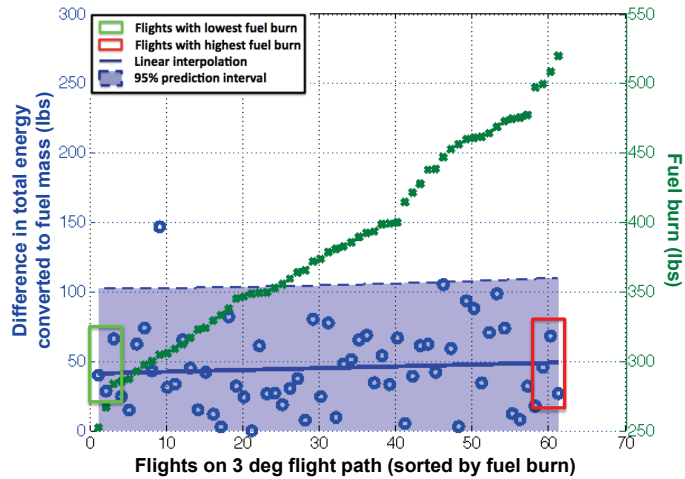 Flights with lowest fuel burn
Flights with highest fuel burn
Linear interpolation
95% prediction interval
300
250
200
150
100
50
0
Difference in total energy
converted to fuel mass (lbs)
550
500
450
400
350
300
250
Fuel burn
(lbs)
0 10 20 30 40 50 60 70
Flights on 3 deg flight path (sorted by fuel burn)